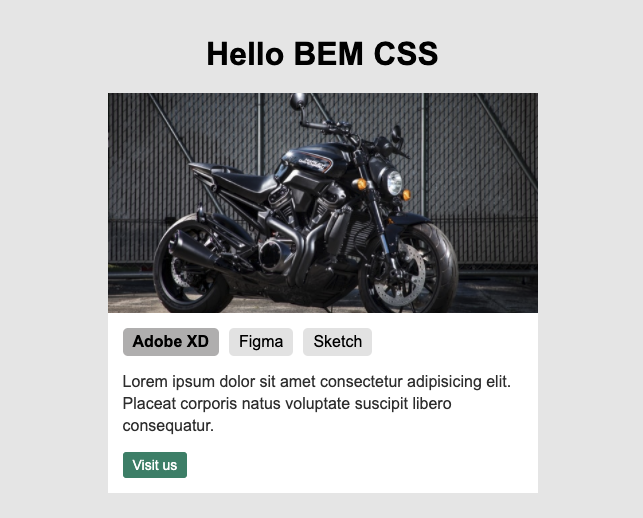 Hello BEM CSS
Adobe XD Figma Sketch
Lorem ipsum dolor sit amet consectetur adipisicing elit.
Placeat corporis natus voluptate suscipit libero
consequatur.
Visit us